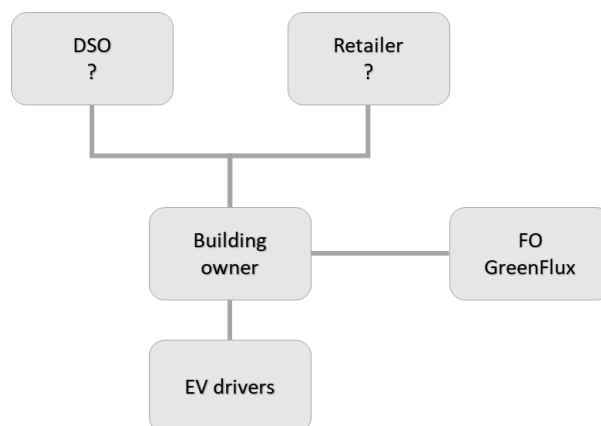 DSO
?
Retailer
?
Building
owner
FO
GreenFlux
EV drivers